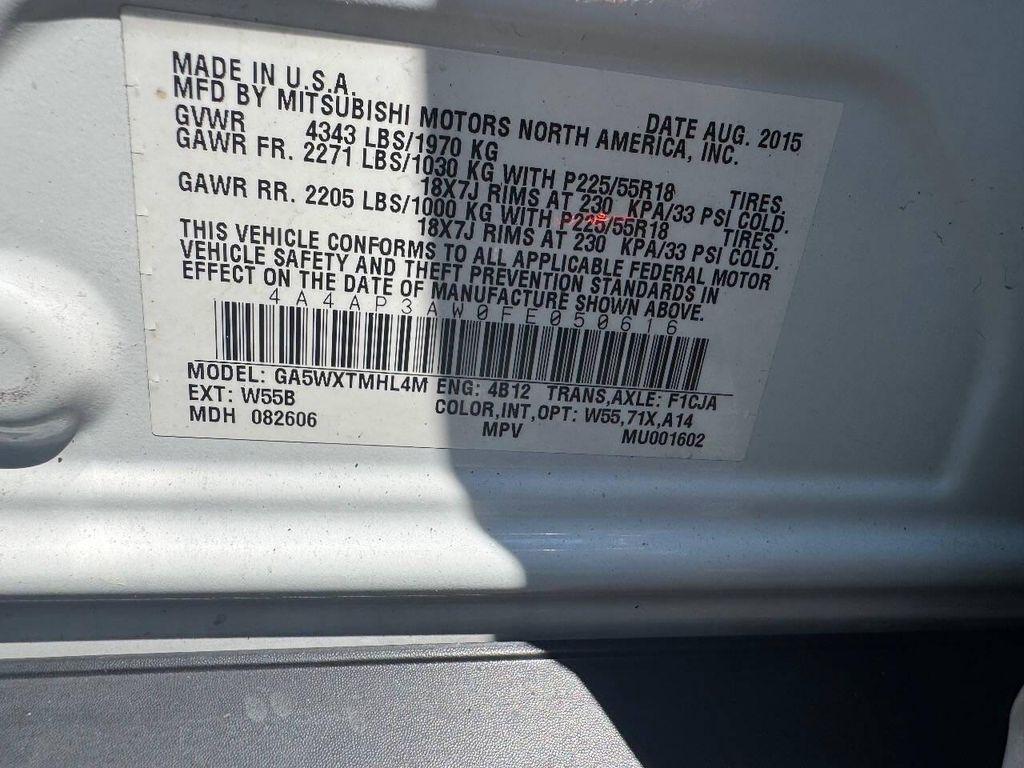 MADE IN U.S.A. DATE AUG. 2015
MFD BY MITSUBISHI MOTORS NORTH AMERICA, INC.
GVWR 4343 LBS/1970 KG
GAWR FR. 2271 LBS/1030 KG WITH P225/55R18 TIRES,
18X7J RIMS AT 230 KPA/33 PSI COLD.
GAWR RR. 2205 LBS/1000 KG WITH P225/55R18 TIRES,
18X7J RIMS AT 230 KPA/33 PSI COLD.
THIS VEHICLE CONFORMS TO ALL APPLICABLE FEDERAL MOTOR
VEHICLE SAFETY AND THEFT PREVENTION STANDARDS IN
EFFECT ON THE DATE OF MANUFACTURE SHOWN ABOVE.
4A4AP3AW0FE050616
MODEL: GA5WXTMHL4M ENG: 4B12 TRANS,AXLE: F1CJA
EXT: W55B COLOR,INT,OPT: W55,71X,A14
MDH 082606 MPV MU001602